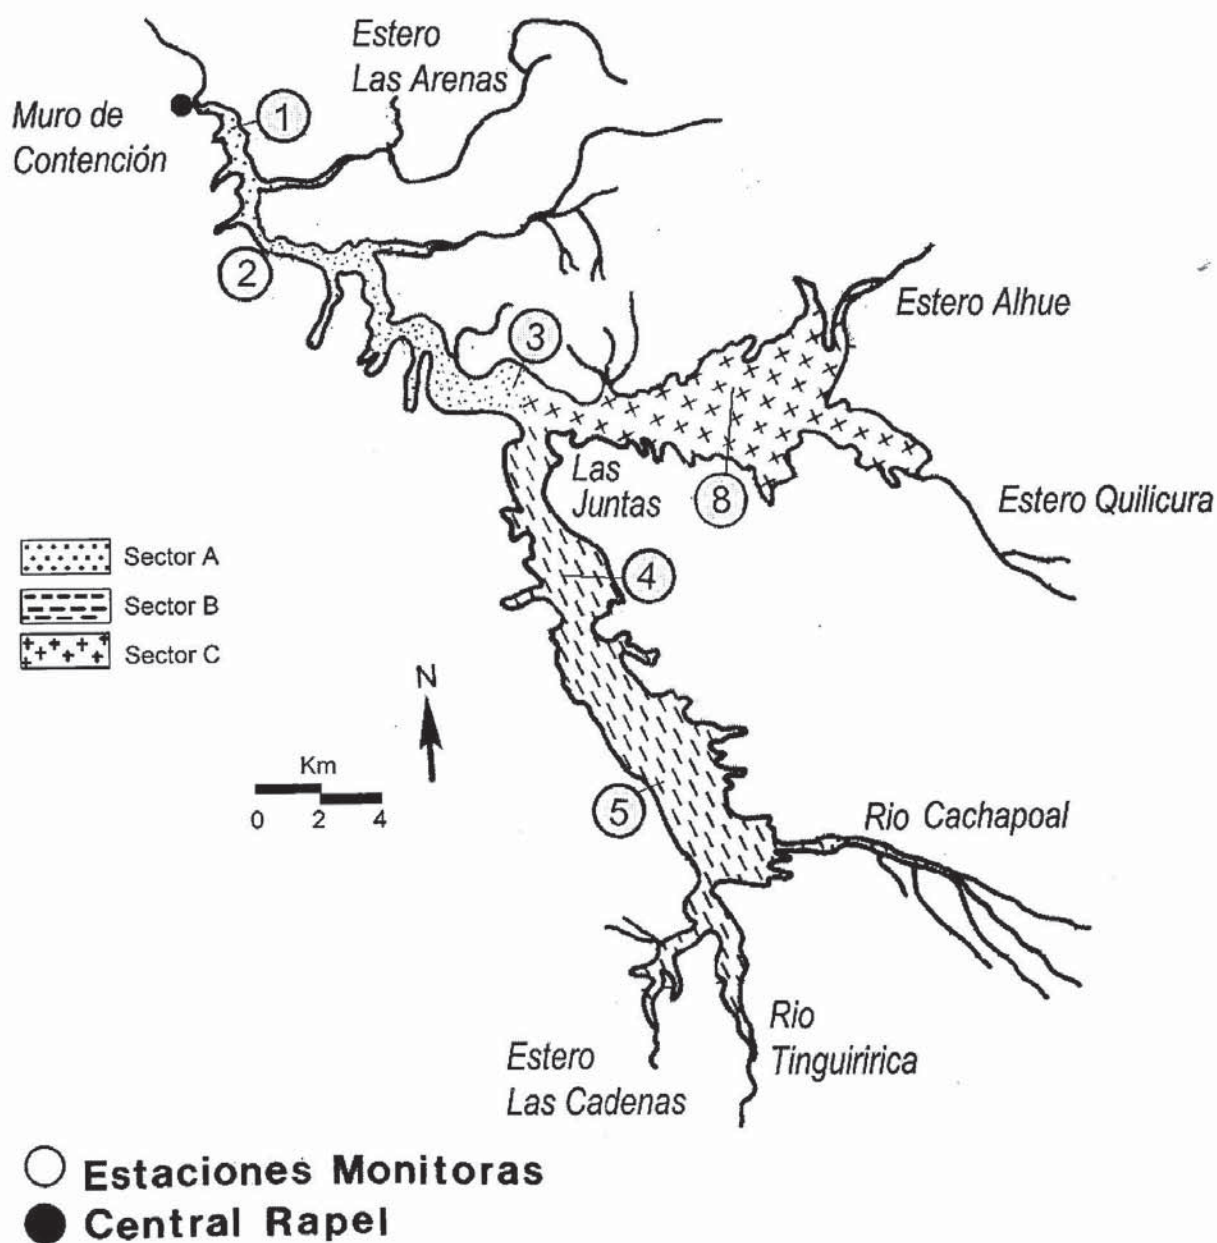 Estero
Las Arenas
Muro de
Contención
1
2
3
Estero Alhue
Las
Juntas
8
Estero Quilicura
4
Sector A
Sector B
Sector C
N
Km
0 2 4
5
Rio Cachapoal
Rio
Tinguiririca
Estero
Las Cadenas
Estaciones Monitoras
Central Rapel